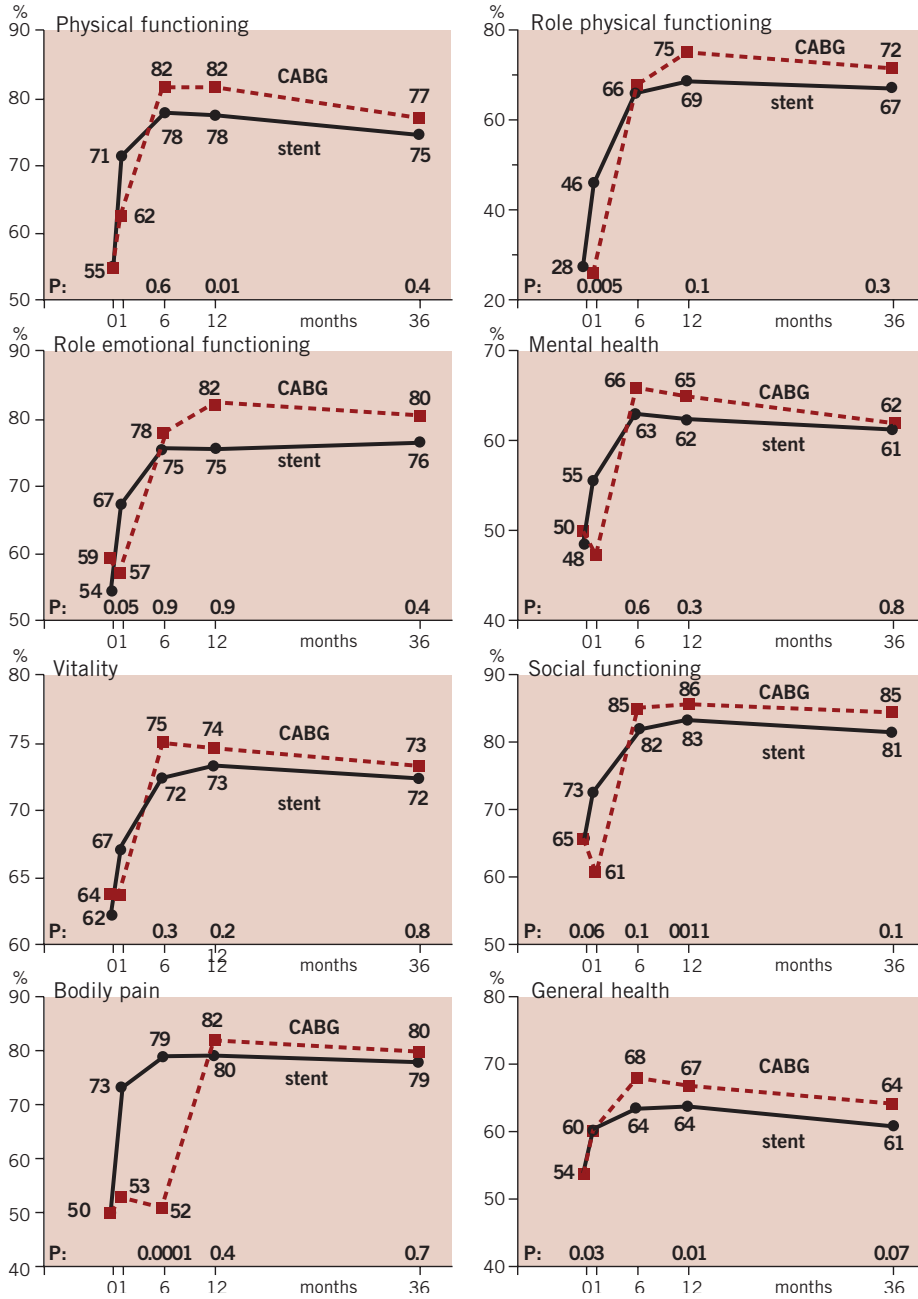 %
Physical functioning
90
82
82
CABG
77
80
78
78
71
stent
75
70
62
60
55
P: 0.6 0.01 0.4
50
01 6 12 months 36
Role physical functioning
80
75
CABG
72
66
69
stent
67
60
46
40
28
P: 0.005 0.1 0.3
20
01 6 12 months 36
%
Role emotional functioning
90
82
CABG
80
80
78
75
75
stent
76
70
67
60
59
57
54
P: 0.05 0.9 0.9 0.4
50
01 6 12 months 36
Mental health
70
66
65
CABG
62
63
62
stent
61
60
55
50
50
48
P: 0.6 0.3 0.8
40
01 6 12 months 36
%
Vitality
80
75
74
CABG
73
75
72
73
stent
72
70
67
65
64
62
P: 0.3 0.2 0.8
60
12
01 6 12 months 36
%
Social functioning
90
85
86
CABG
85
82
83
stent
81
80
73
70
65
61
60
P: 0.06 0.1 0011 0.1
50
01 6 12 months 36
%
Bodily pain
90
82
CABG
80
79
80
stent
79
80
73
70
60
53
52
50
50
P: 0.0001 0.4 0.7
40
01 6 12 months 36
%
General health
80
70
68
67
CABG
64
64
64
stent
61
60
60
54
50
P: 0.03 0.01 0.07
40
01 6 12 months 36